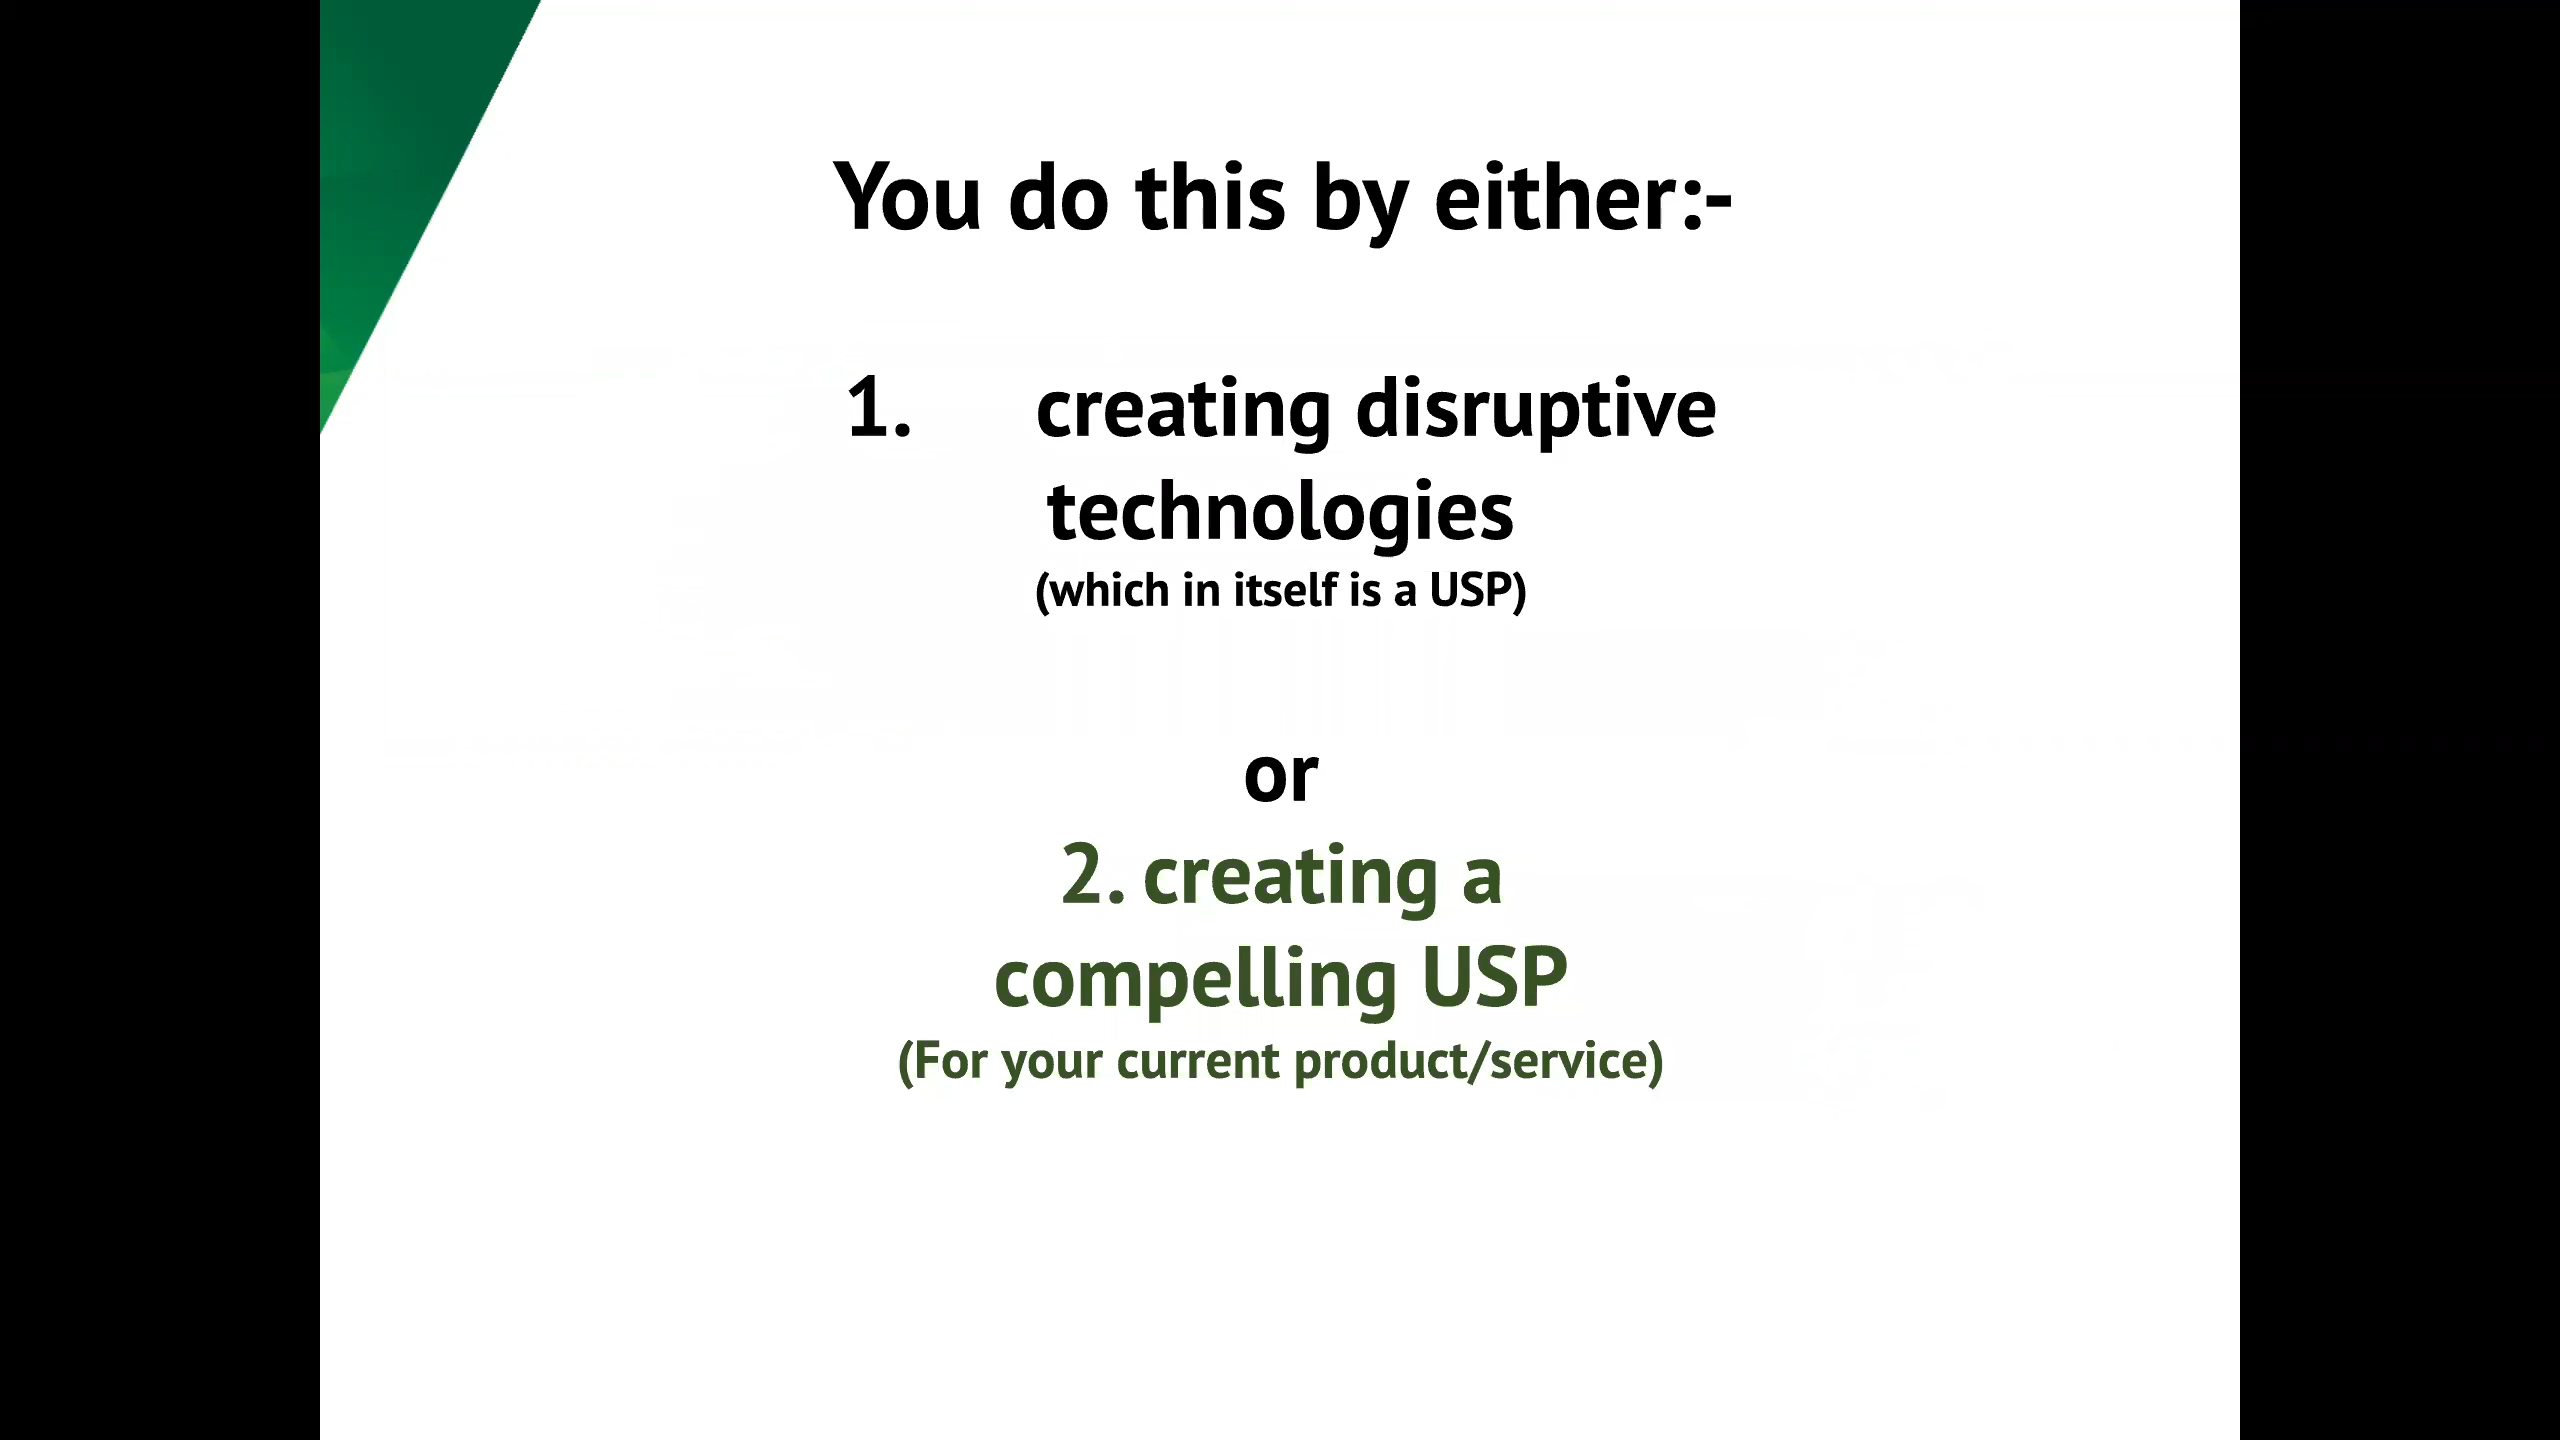 You do this by either:-
1. creating disruptive
technologies
(which in itself is a USP)
or
2. creating a
compelling USP
(For your current product/service)